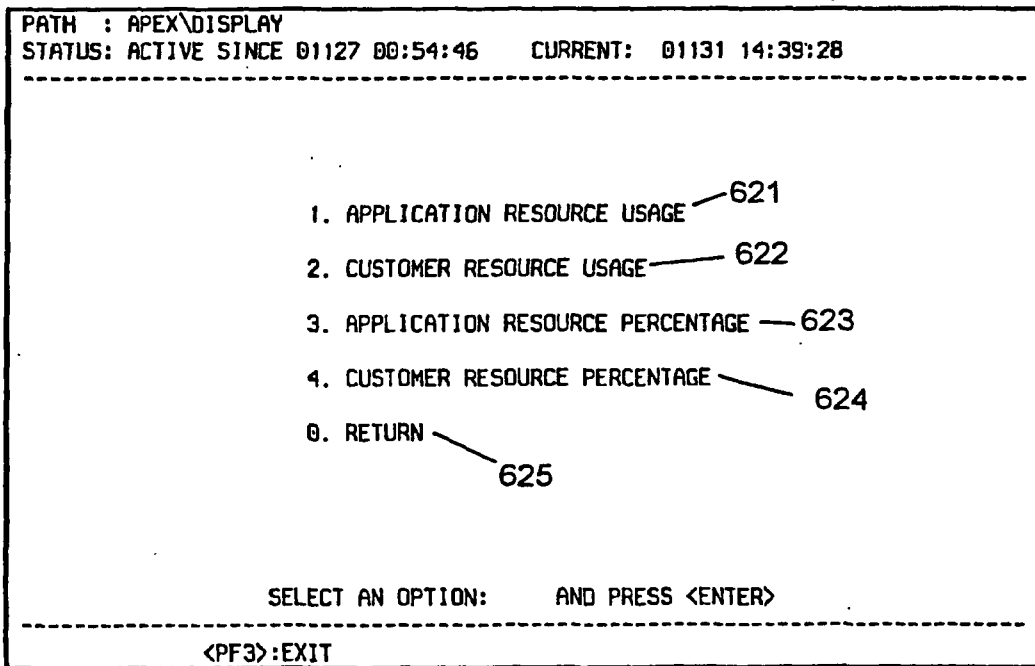 PATH : APEX\DISPLAY
STATUS: ACTIVE SINCE 01127 00:54:46 CURRENT: 01131 14:39:28
1. APPLICATION RESOURCE USAGE 621
2. CUSTOMER RESOURCE USAGE 622
3. APPLICATION RESOURCE PERCENTAGE 623
4. CUSTOMER RESOURCE PERCENTAGE 624
0. RETURN 625
SELECT AN OPTION: AND PRESS <ENTER>
<PF3>:EXIT